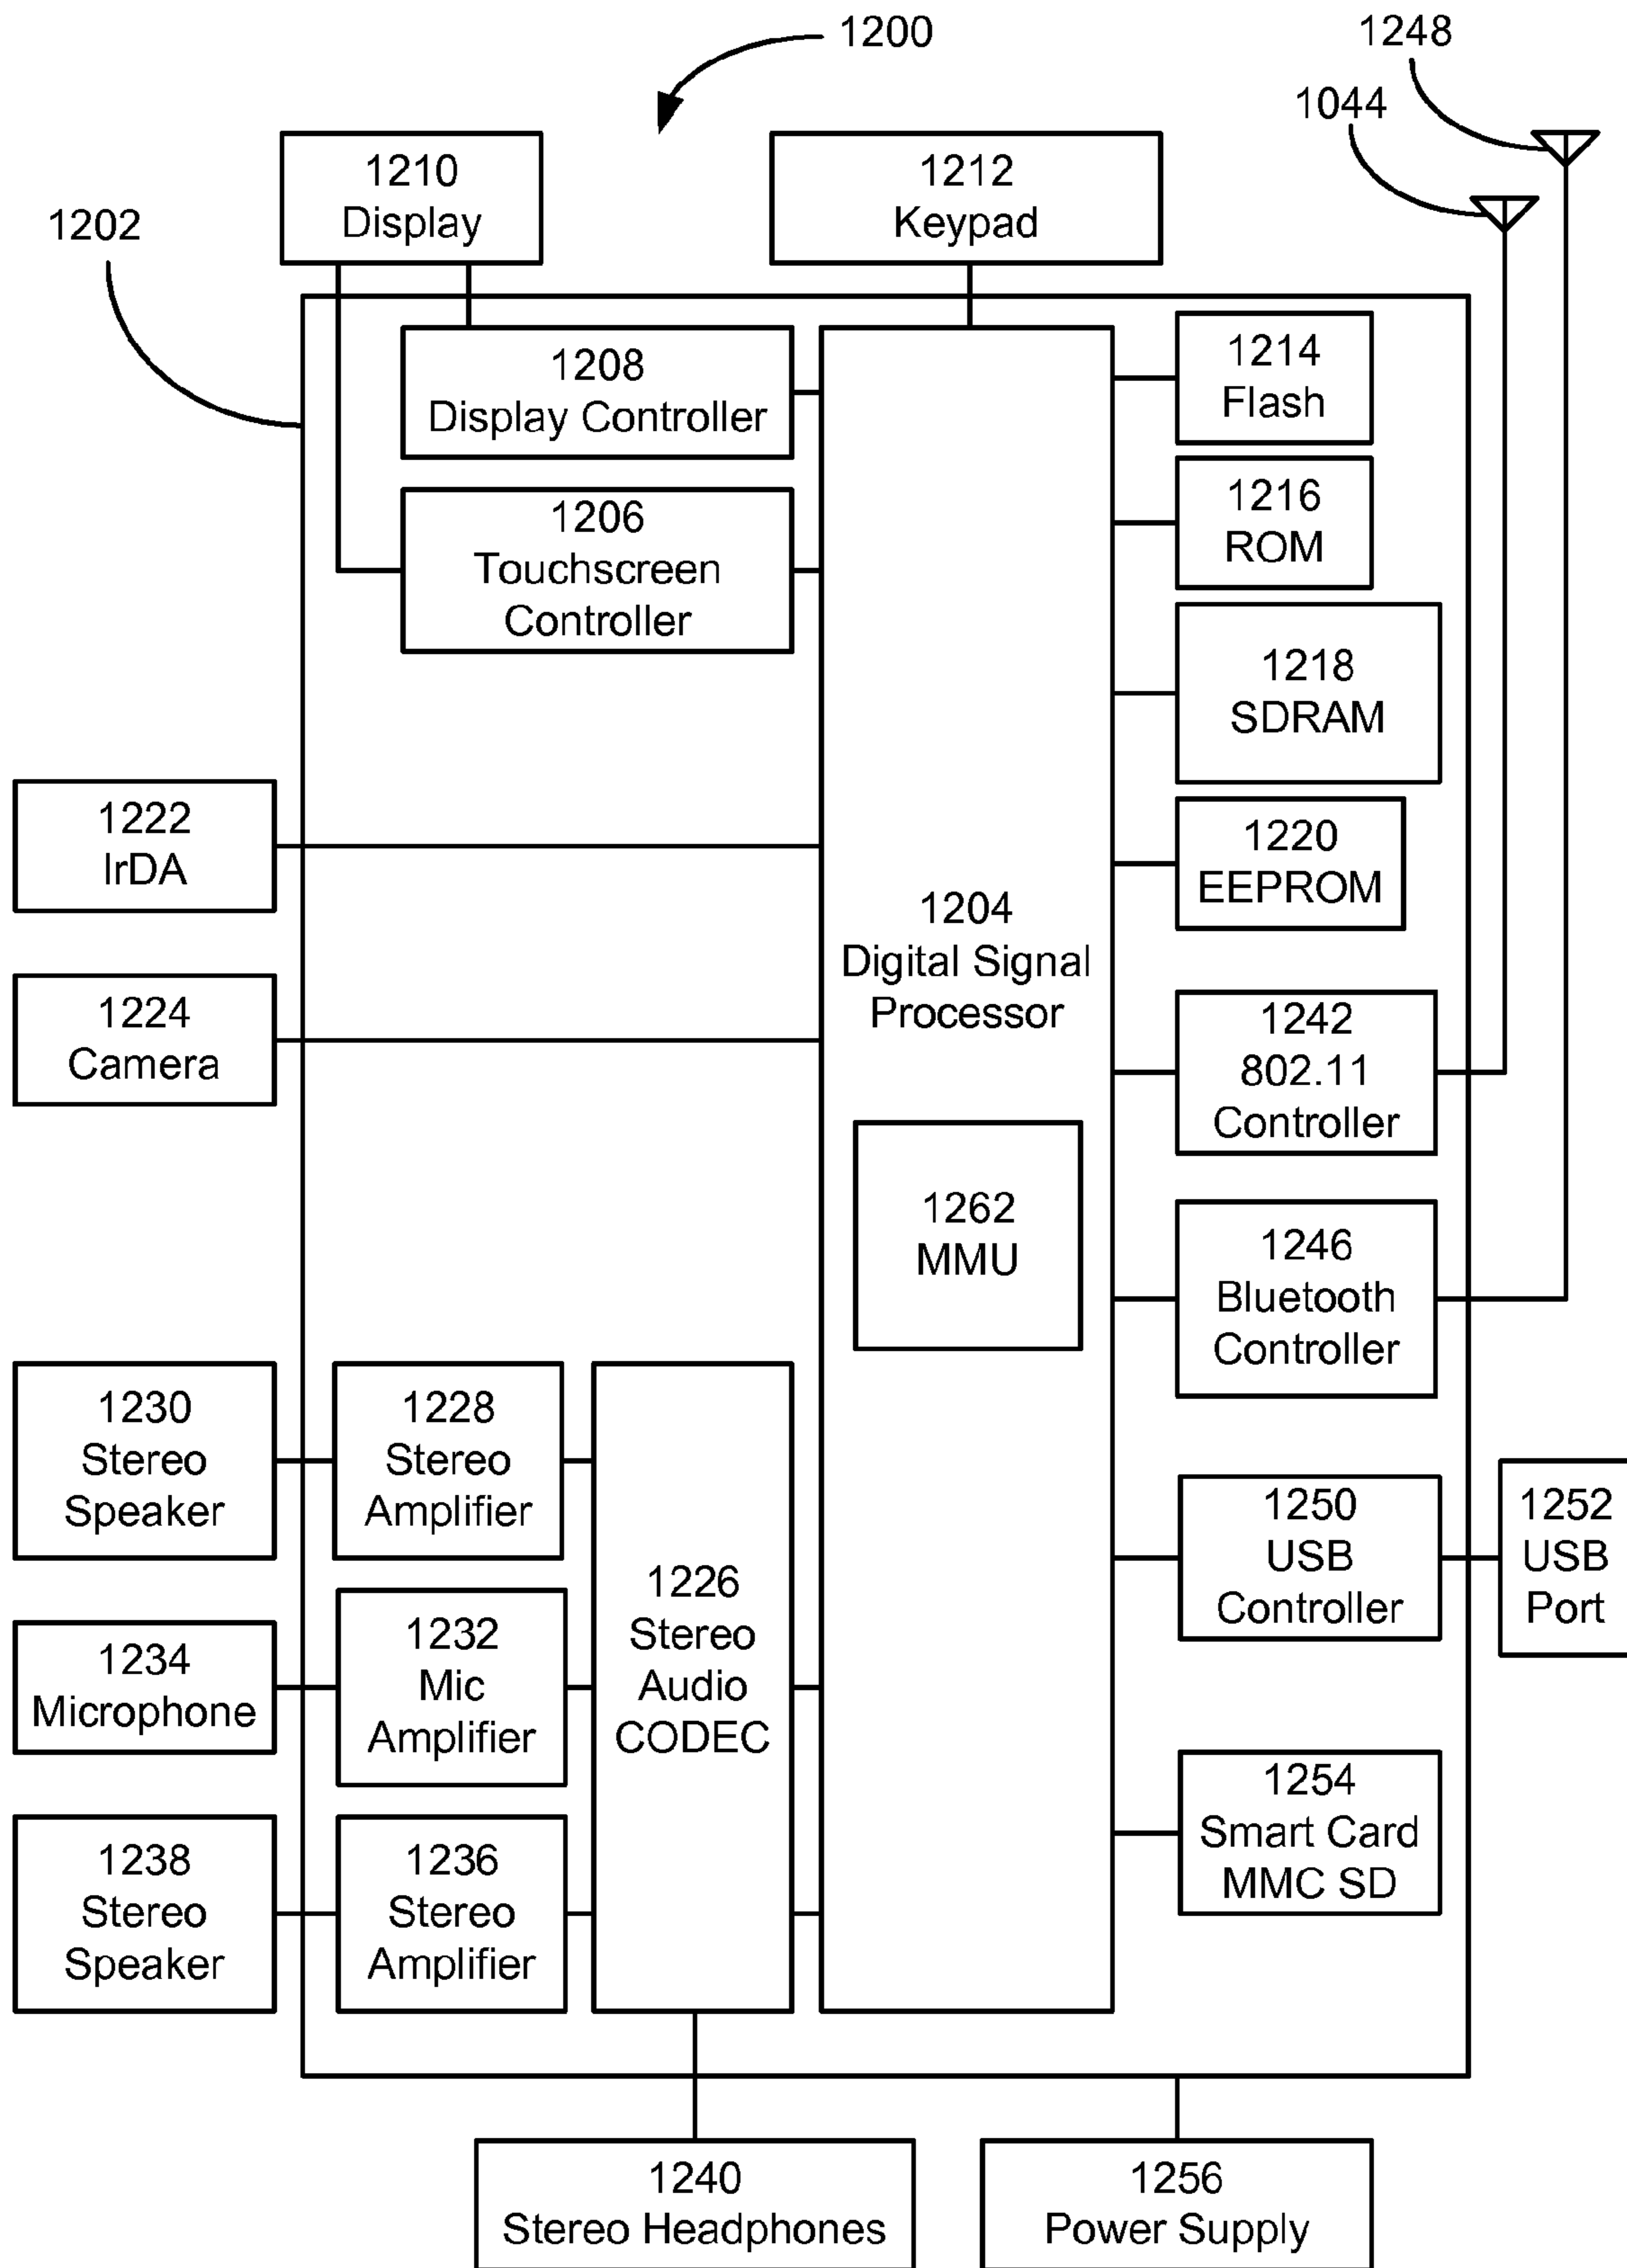 1200
1248
1044
1210
Display
1212
Keypad
1202
1208
Display Controller
1214
Flash
1206
Touchscreen
Controller
1216
ROM
1218
SDRAM
1222
IrDA
1220
EEPROM
1204
Digital Signal
Processor
1224
Camera
1242
802.11
Controller
1262
MMU
1246
Bluetooth
Controller
1230
Stereo
Speaker
1228
Stereo
Amplifier
1226
Stereo
Audio
CODEC
1250
USB
Controller
1252
USB
Port
1234
Microphone
1232
Mic
Amplifier
1254
Smart Card
MMC SD
1238
Stereo
Speaker
1236
Stereo
Amplifier
1240
Stereo Headphones
1256
Power Supply